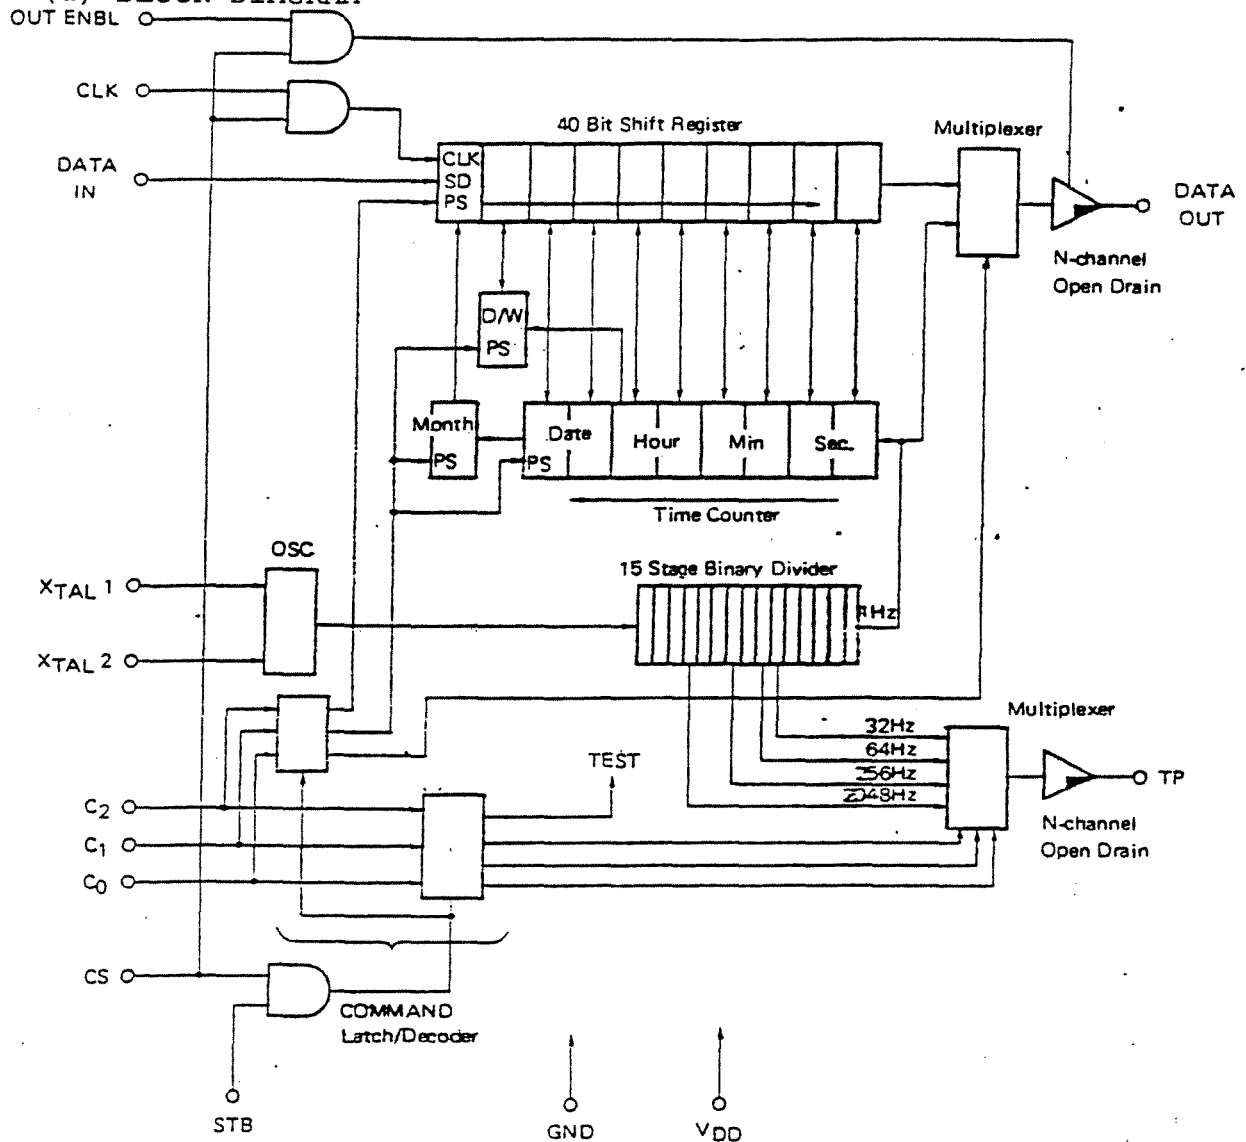 (a) BLOCK DIAGRAM
OUT ENBL
CLK
DATA
IN
40 Bit Shift Register
CLK
SD
PS
Multiplexer
DATA
OUT
N-channel
Open Drain
D/W
PS
Month
PS
Date
PS
Hour
Min
Sec.
Time Counter
OSC
XTAL 1
XTAL 2
15 Stage Binary Divider
1Hz
32Hz
64Hz
256Hz
2048Hz
Multiplexer
TP
N-channel
Open Drain
TEST
C2
C1
C0
CS
COMMAND
Latch/Decoder
STB
GND
VDD